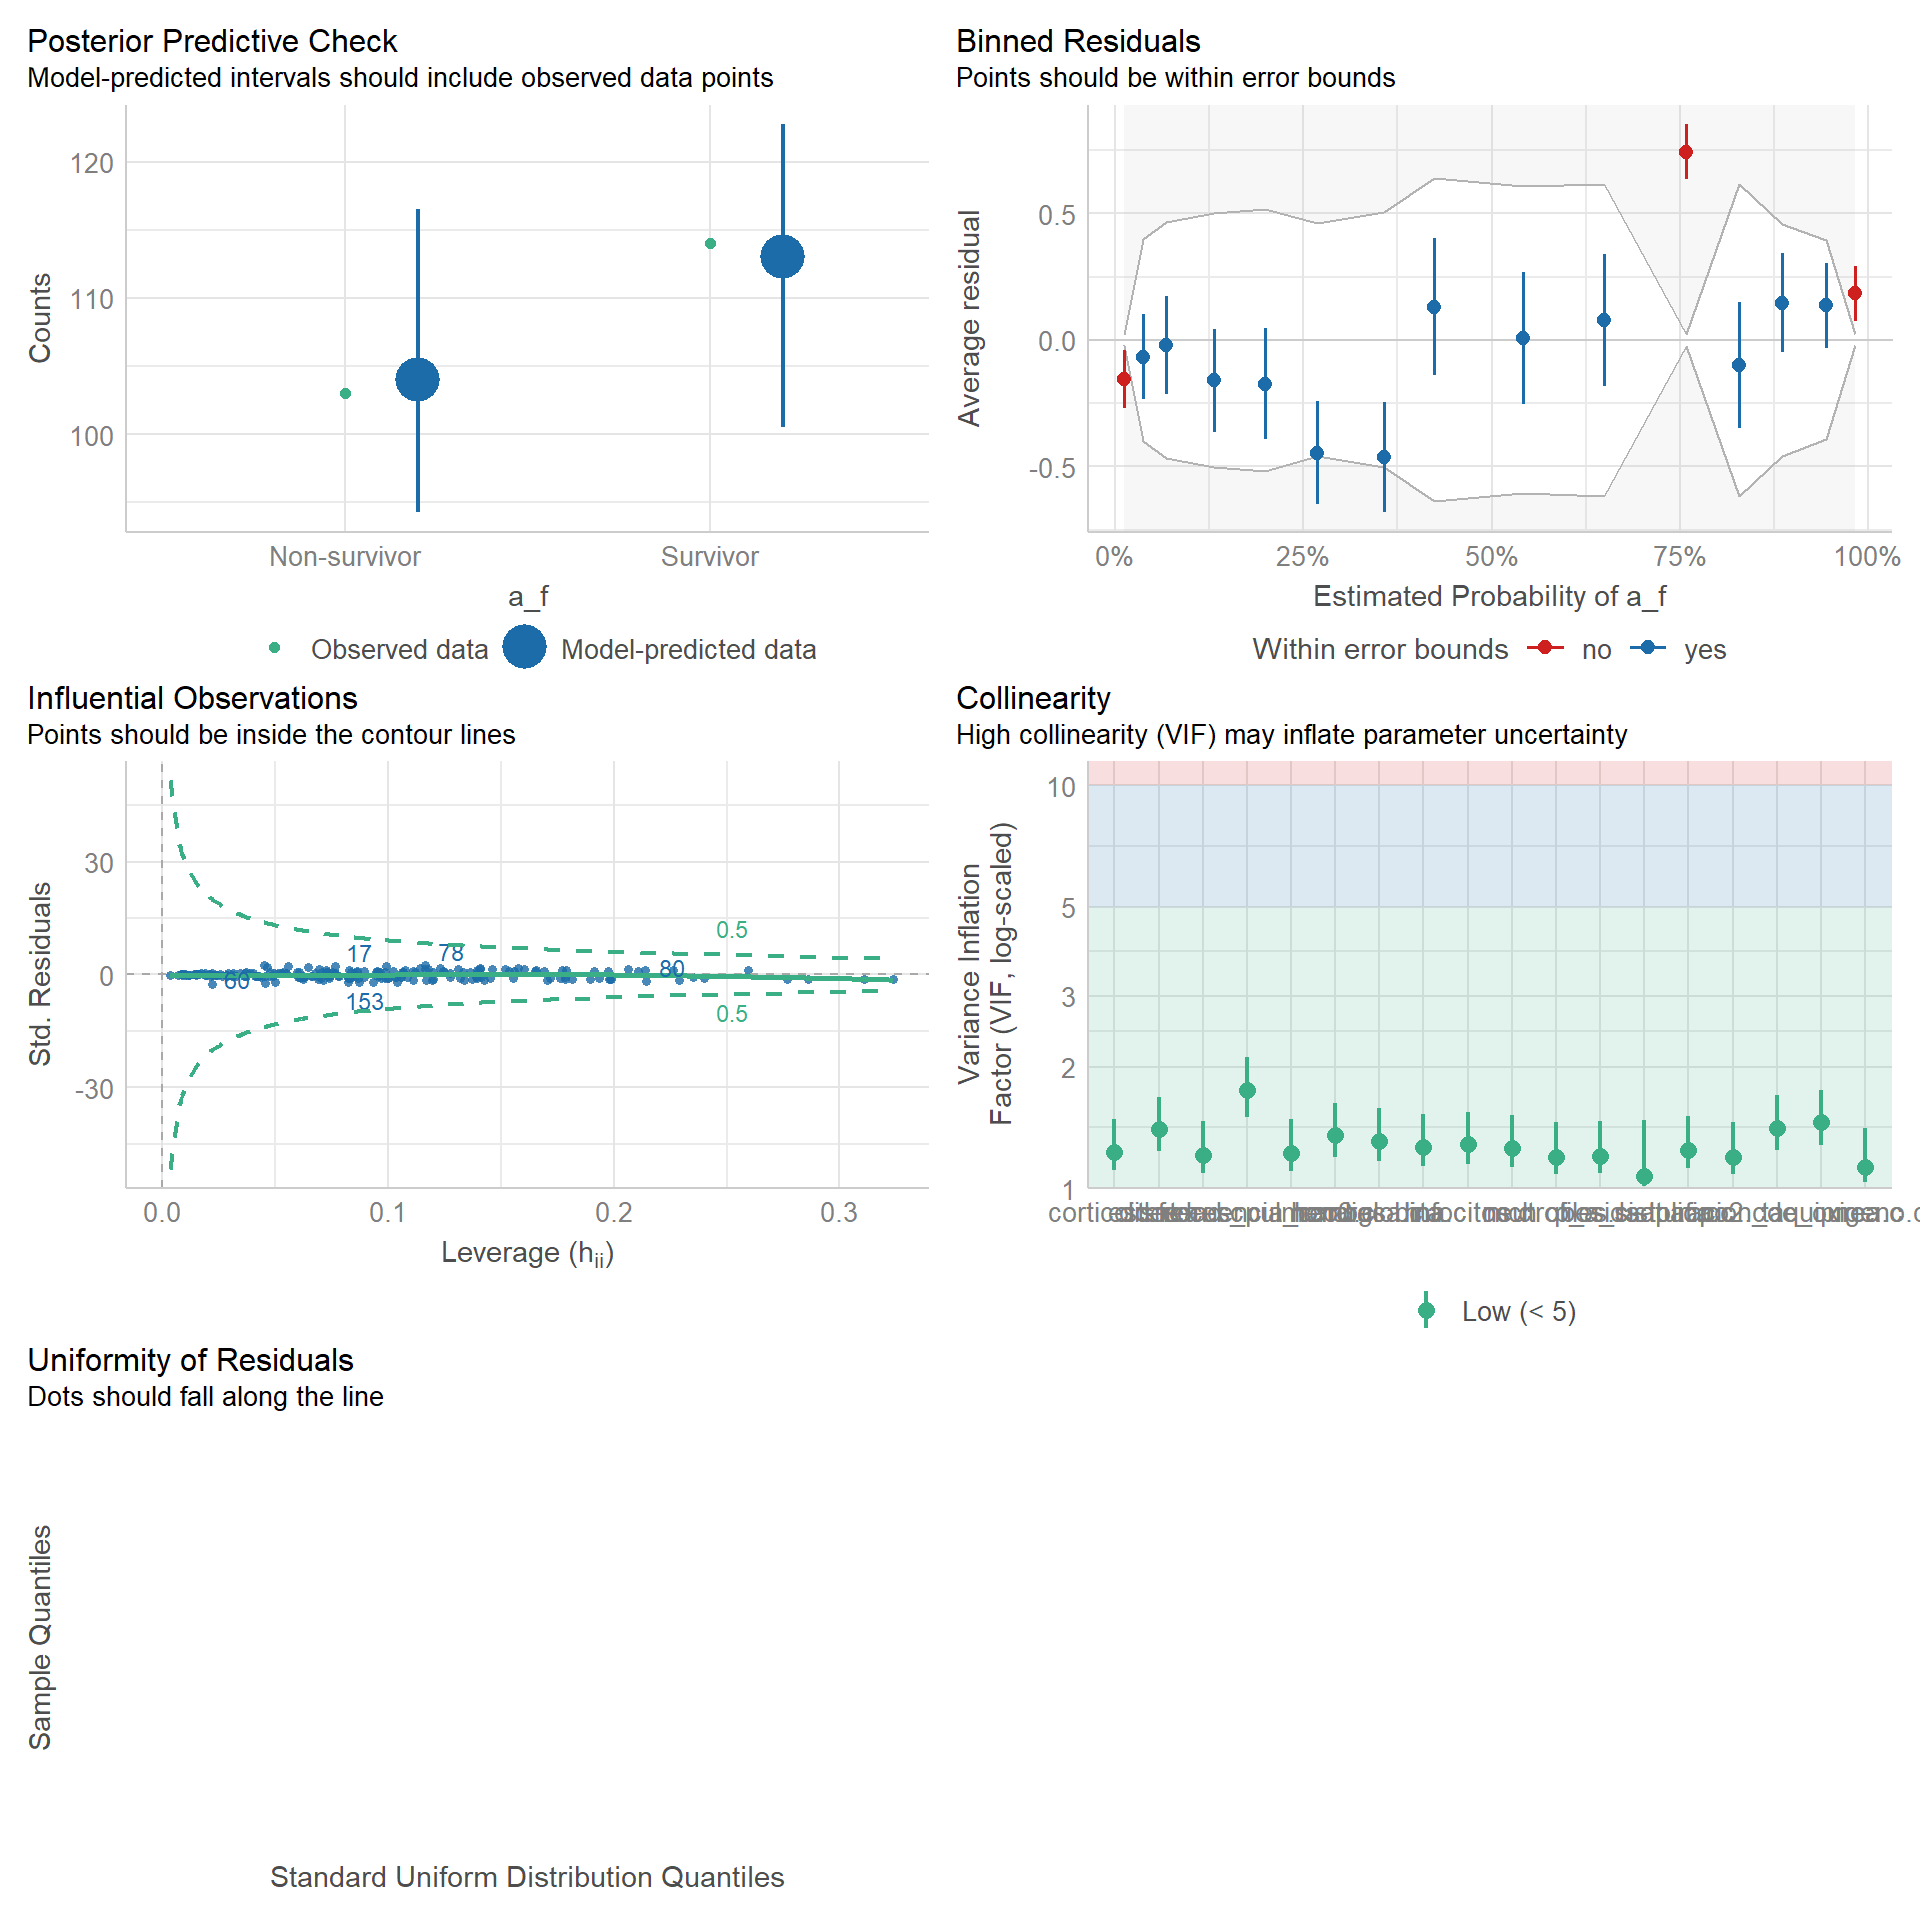 Posterior Predictive Check
Model-predicted intervals should include observed data points
120
110
100
Counts
Non-survivor
Survivor
a_f
Observed data
Model-predicted data
Binned Residuals
Points should be within error bounds
0.5
0.0
-0.5
Average residual
0%
25%
50%
75%
100%
Estimated Probability of a_f
Within error bounds
no
yes
Influential Observations
Points should be inside the contour lines
30
0
-30
Std. Residuals
0.5
17
78
80
60
153
0.5
0.0
0.1
0.2
0.3
Leverage (hii)
Collinearity
High collinearity (VIF) may inflate parameter uncertainty
10
5
3
2
1
Variance Inflation
Factor (VIF, log-scaled)
Low (< 5)
Uniformity of Residuals
Dots should fall along the line
Sample Quantiles
Standard Uniform Distribution Quantiles